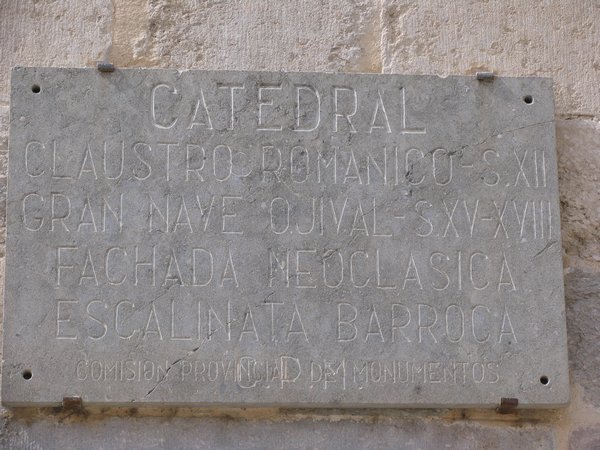 CATEDRAL
CLAUSTRO ROMANICO-S.XII
GRAN NAVE OJIVAL-S.XV-XVIII
FACHADA NEOCLASICA
ESCALINATA BARROCA
COMISION PROVINCIAL DE MONUMENTOS